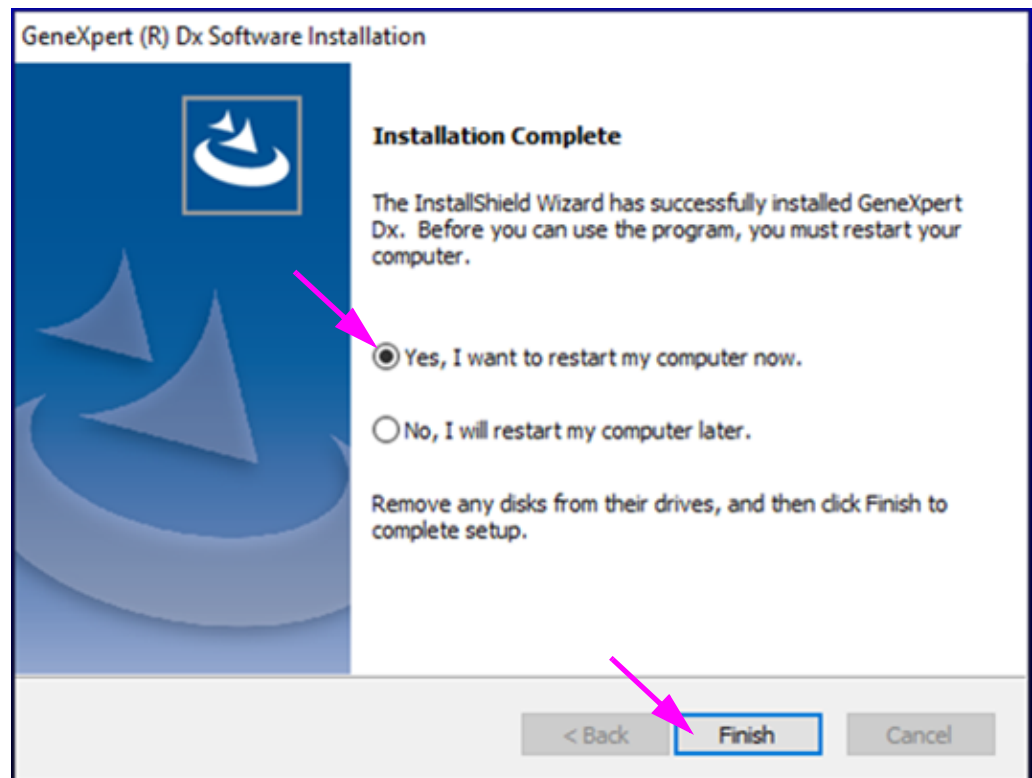 GeneXpert (R) Dx Software Installation
Installation Complete
The InstallShield Wizard has successfully installed GeneXpert
Dx.  Before you can use the program, you must restart your
computer.
Yes, I want to restart my computer now.
No, I will restart my computer later.
Remove any disks from their drives, and then click Finish to
complete setup.
< Back Finish Cancel